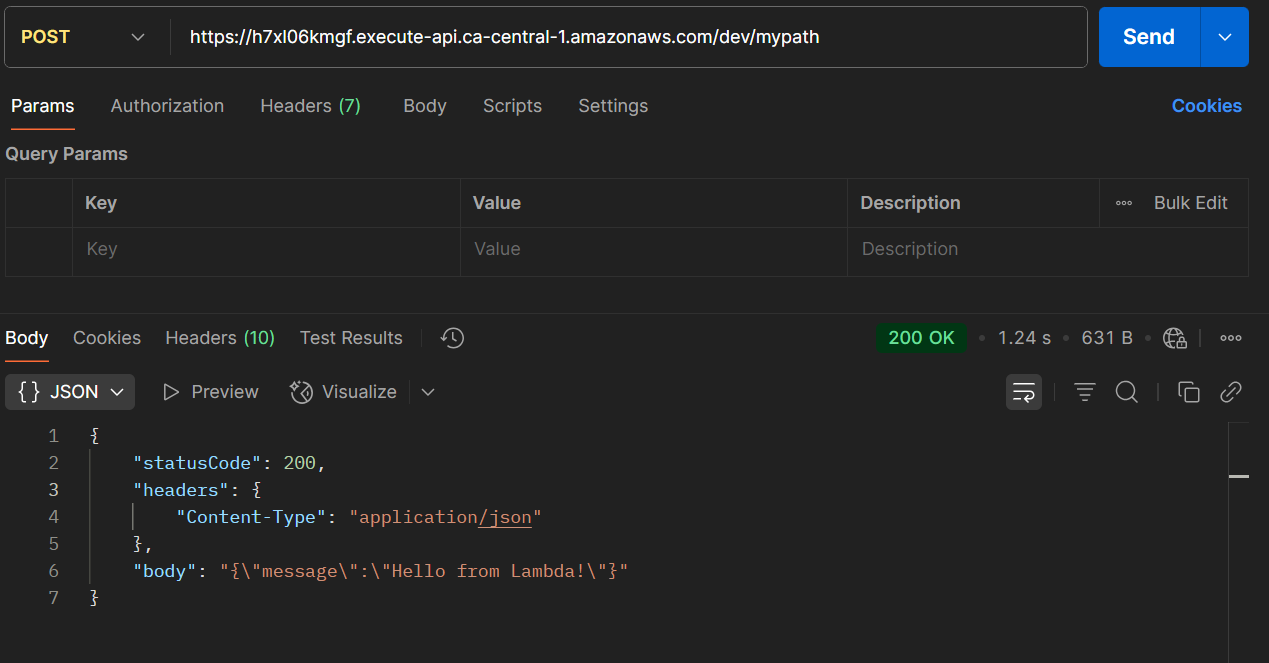 POST https://h7xl06kmgf.execute-api.ca-central-1.amazonaws.com/dev/mypath Send
Params Authorization Headers (7) Body Scripts Settings Cookies
Query Params
Key Value Description Bulk Edit
Key Value Description
Body Cookies Headers (10) Test Results 200 OK • 1.24 s • 631 B •
{} JSON Preview Visualize
1 {
2 "statusCode": 200,
3 "headers": {
4 "Content-Type": "application/json"
5 },
6 "body": "{\"message\":\"Hello from Lambda!\"}"
7 }